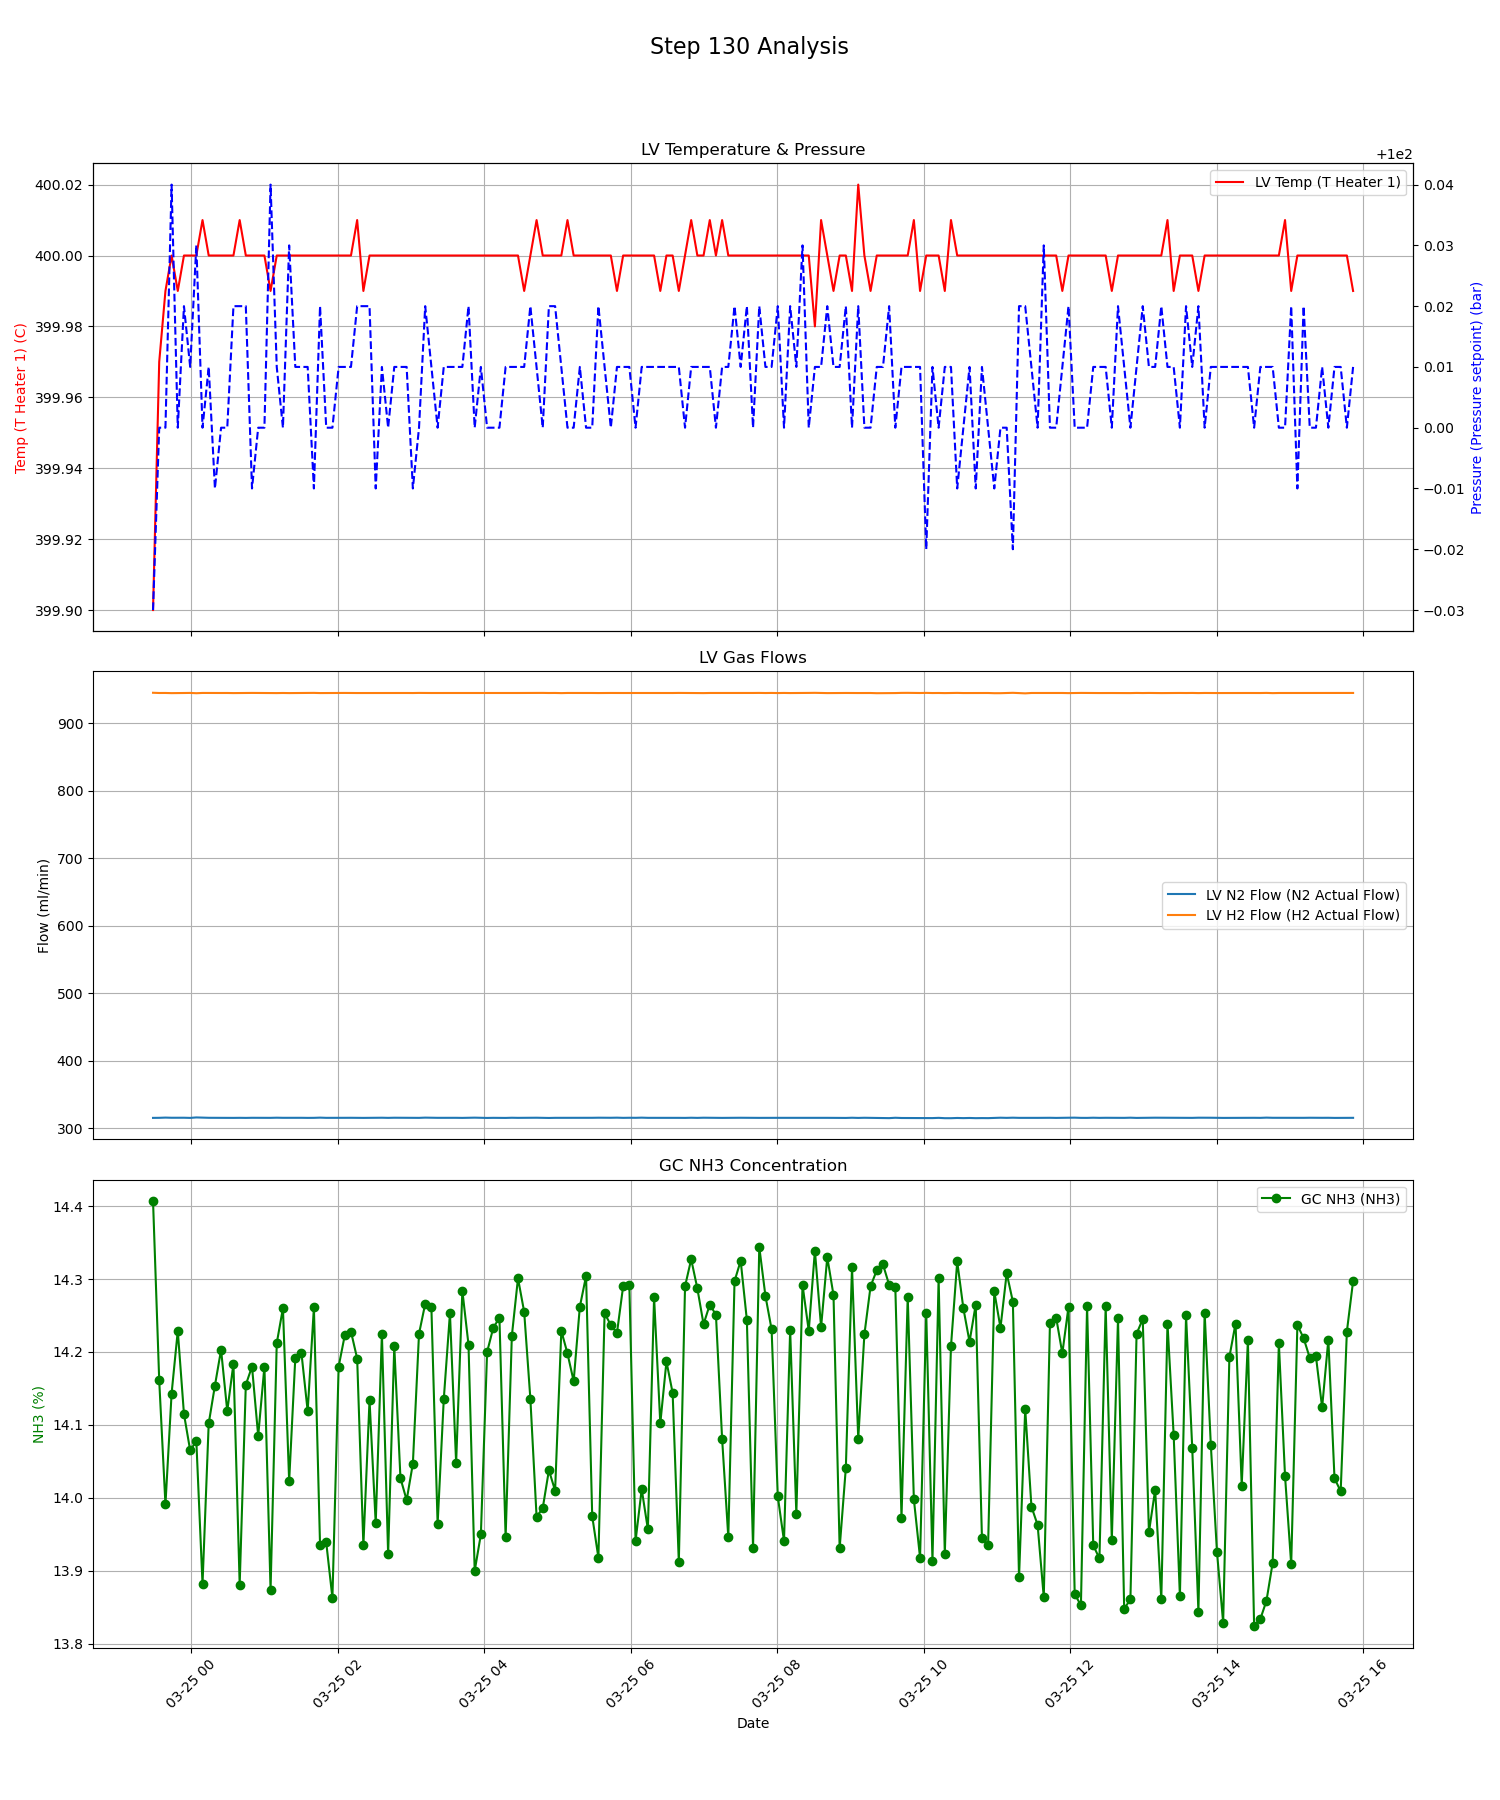 Step 130 Analysis
LV Temperature & Pressure
+1e2
LV Temp (T Heater 1)
Temp (T Heater 1) (C)
400.02
400.00
399.98
399.96
399.94
399.92
399.90
0.04
0.03
0.02
0.01
0.00
−0.01
−0.02
−0.03
Pressure (Pressure setpoint) (bar)
LV Gas Flows
Flow (ml/min)
900
800
700
600
500
400
300
LV N2 Flow (N2 Actual Flow)
LV H2 Flow (H2 Actual Flow)
GC NH3 Concentration
GC NH3 (NH3)
NH3 (%)
14.4
14.3
14.2
14.1
14.0
13.9
13.8
03-25 00
03-25 02
03-25 04
03-25 06
03-25 08
03-25 10
03-25 12
03-25 14
03-25 16
Date